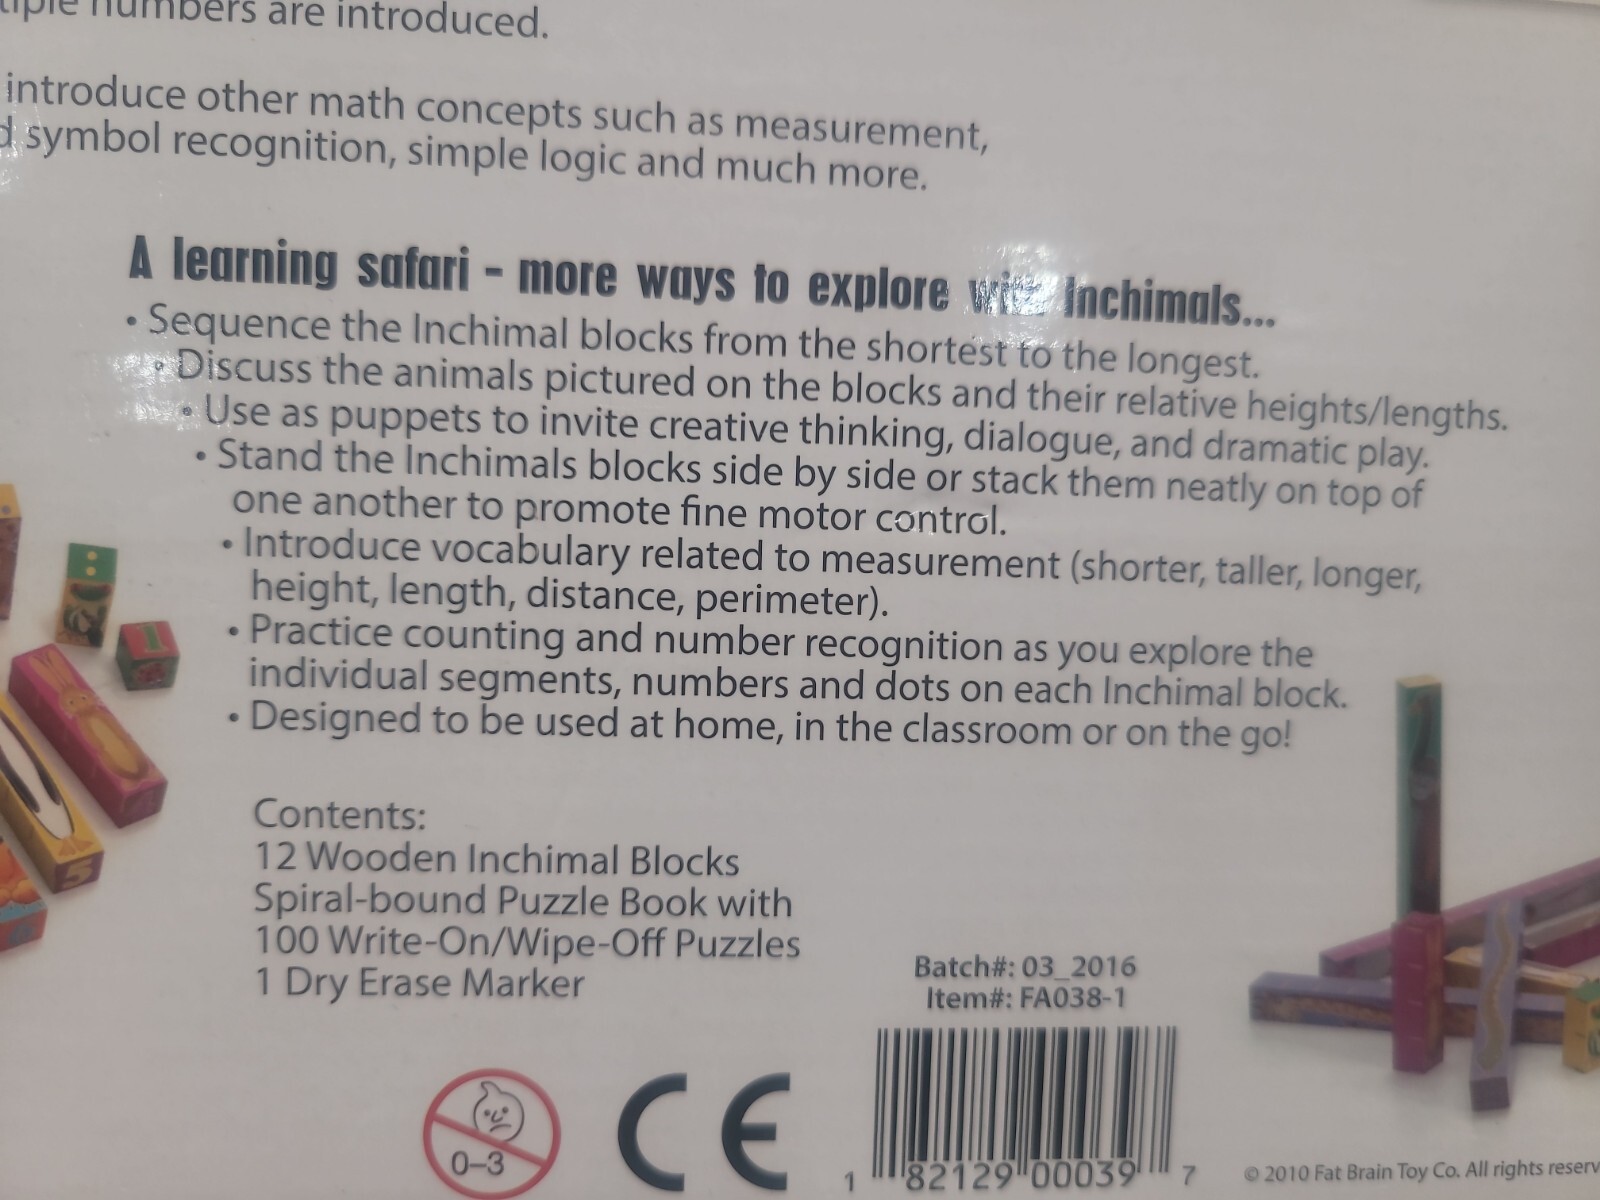 numbers are introduced.
introduce other math concepts such as measurement,
symbol recognition, simple logic and much more.
A learning safari - more ways to explore with Inchimals...
• Sequence the Inchimal blocks from the shortest to the longest.
• Discuss the animals pictured on the blocks and their relative heights/lengths.
• Use as puppets to invite creative thinking, dialogue, and dramatic play.
• Stand the Inchimals blocks side by side or stack them neatly on top of
one another to promote fine motor control.
• Introduce vocabulary related to measurement (shorter, taller, longer,
height, length, distance, perimeter).
• Practice counting and number recognition as you explore the
individual segments, numbers and dots on each Inchimal block.
• Designed to be used at home, in the classroom or on the go!
1
5
Contents:
12 Wooden Inchimal Blocks
Spiral-bound Puzzle Book with
100 Write-On/Wipe-Off Puzzles
1 Dry Erase Marker
Batch#: 03_2016
Item#: FA038-1
0-3
CE
1 82129 00039 7
© 2010 Fat Brain Toy Co. All rights